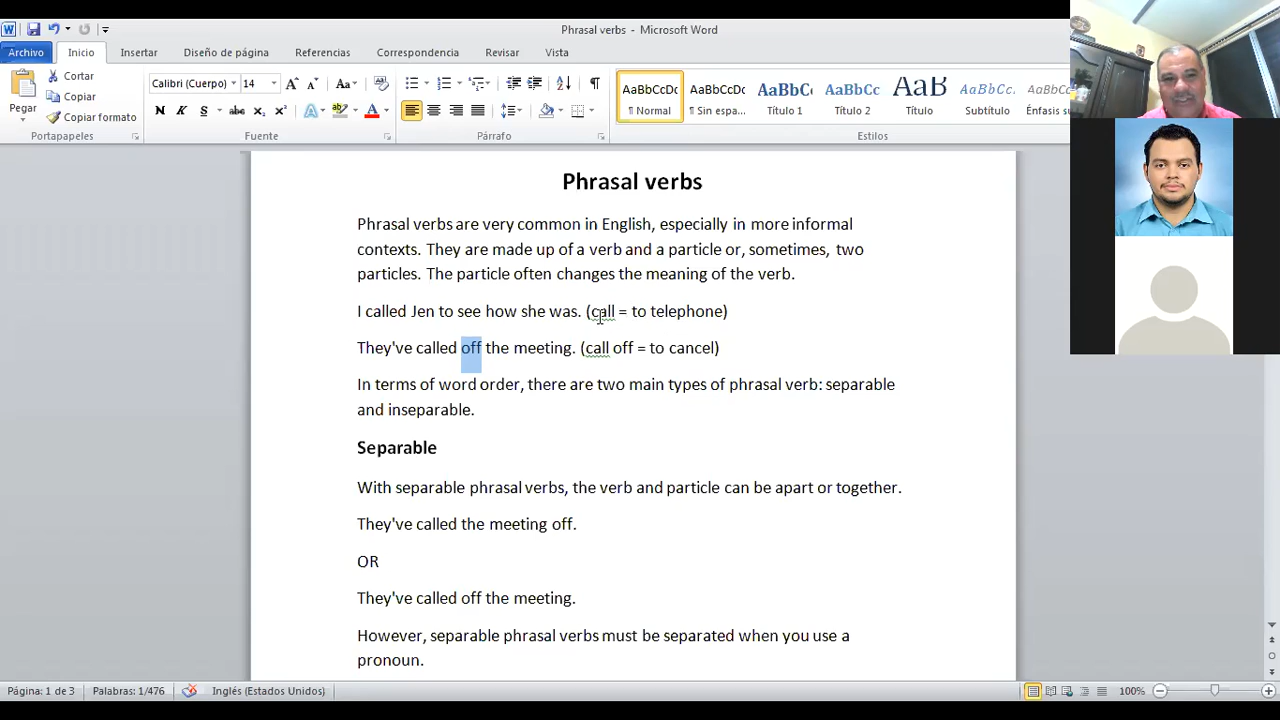 Phrasal verbs - Microsoft Word
Archivo Inicio Insertar Diseño de página Referencias Correspondencia Revisar Vista
Pegar
Cortar
Copiar
Copiar formato
Portapapeles
Calibri (Cuerpo) 14
N K S abc x₂ x²
Fuente
Párrafo
AaBbCcDc AaBbCcDc AaBbCc AaBbCc AaB AaBbCc. AaBbCc
¶ Normal ¶ Sin espa... Título 1 Título 2 Título Subtítulo Énfasis su
Estilos
Phrasal verbs
Phrasal verbs are very common in English, especially in more informal
contexts. They are made up of a verb and a particle or, sometimes, two
particles. The particle often changes the meaning of the verb.
I called Jen to see how she was. (call = to telephone)
They've called off the meeting. (call off = to cancel)
In terms of word order, there are two main types of phrasal verb: separable
and inseparable.
Separable
With separable phrasal verbs, the verb and particle can be apart or together.
They've called the meeting off.
OR
They've called off the meeting.
However, separable phrasal verbs must be separated when you use a
pronoun.
Página: 1 de 3 Palabras: 1/476 Inglés (Estados Unidos) 100%